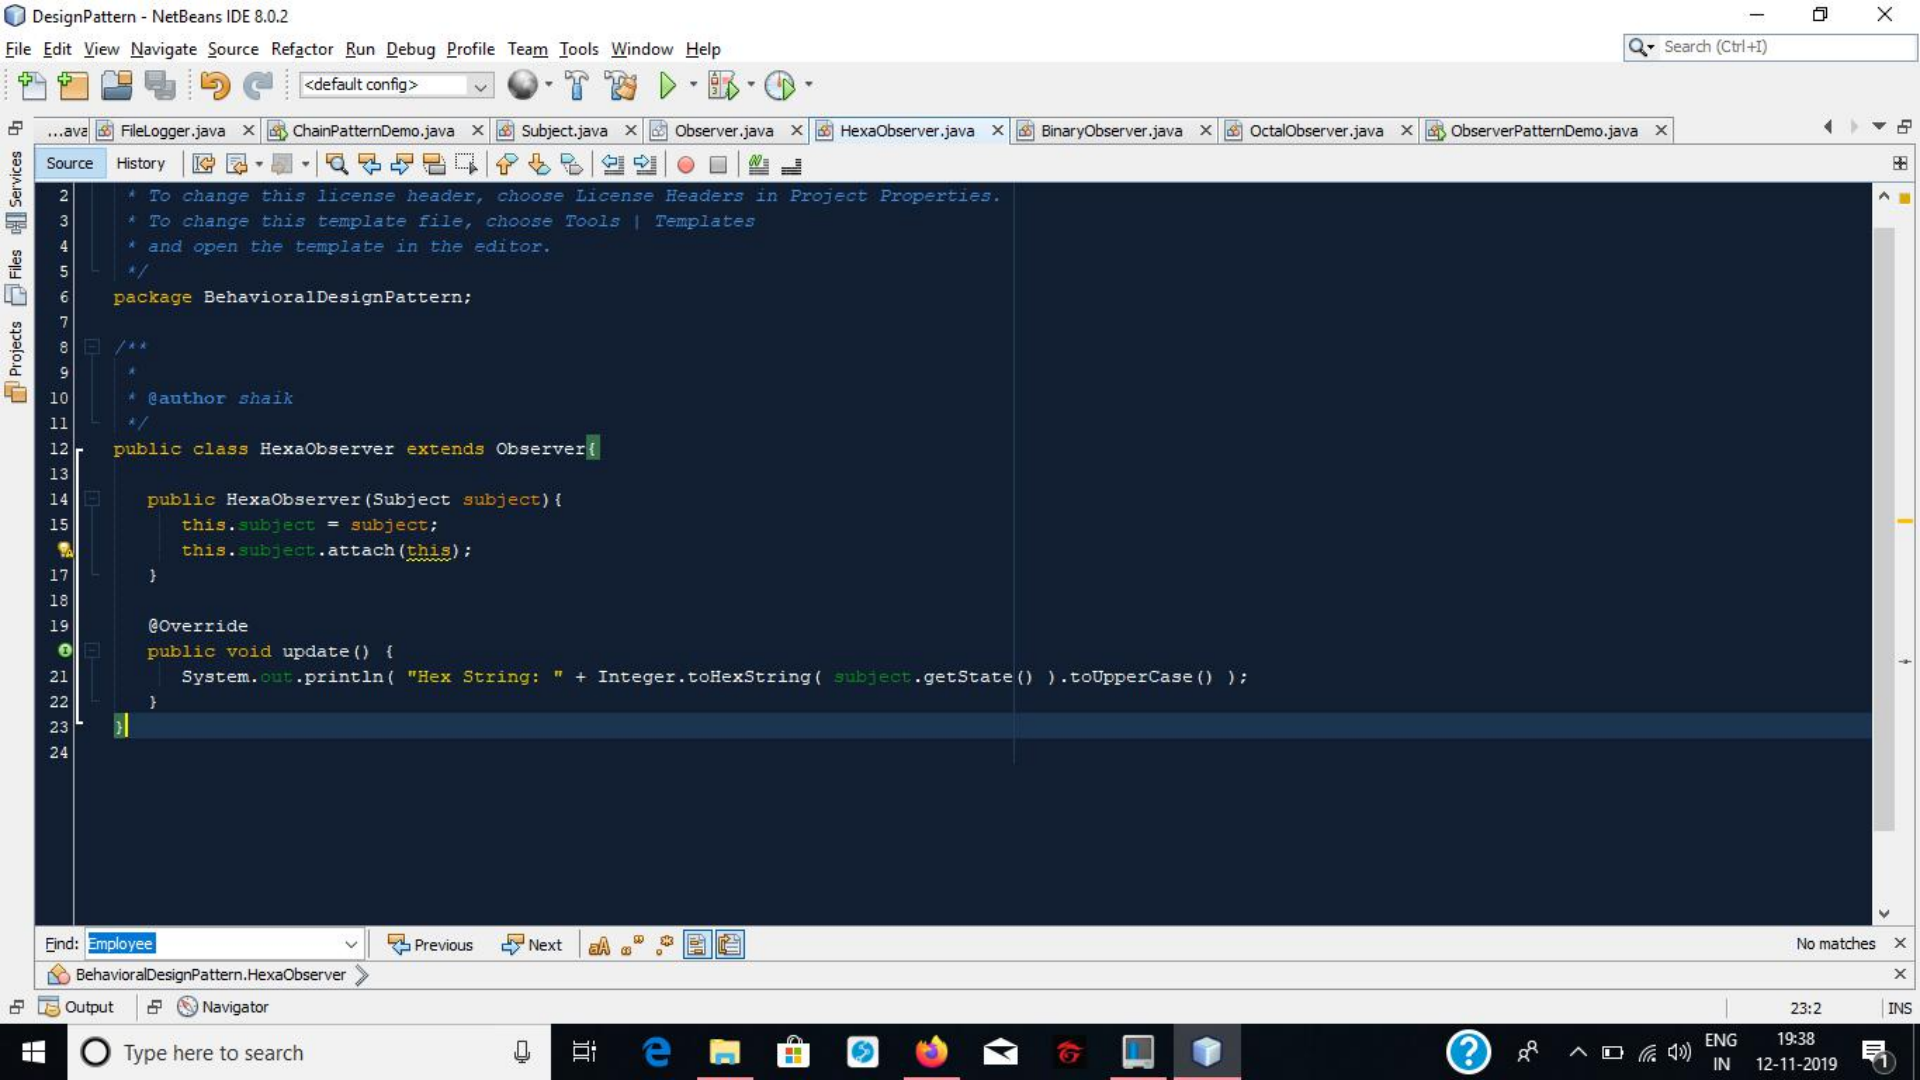 DesignPattern - NetBeans IDE 8.0.2
File Edit View Navigate Source Refactor Run Debug Profile Team Tools Window Help
Search (Ctrl+I)
<default config>
...ava FileLogger.java ChainPatternDemo.java Subject.java Observer.java HexaObserver.java BinaryObserver.java OctalObserver.java ObserverPatternDemo.java
Source History
Services
Files
Projects
2 * To change this license header, choose License Headers in Project Properties.
3 * To change this template file, choose Tools | Templates
4 * and open the template in the editor.
5 */
6 package BehavioralDesignPattern;
7
8 /**
9 *
10 * @author shaik
11 */
12 public class HexaObserver extends Observer{
13
14 public HexaObserver(Subject subject){
15 this.subject = subject;
this.subject.attach(this);
17 }
18
19 @Override
public void update() {
21 System.out.println( "Hex String: " + Integer.toHexString( subject.getState() ).toUpperCase() );
22 }
23 }
24
Find: Employee Previous Next No matches
BehavioralDesignPattern.HexaObserver
Output Navigator 23:2 INS
Type here to search
ENG
IN
19:38
12-11-2019
1